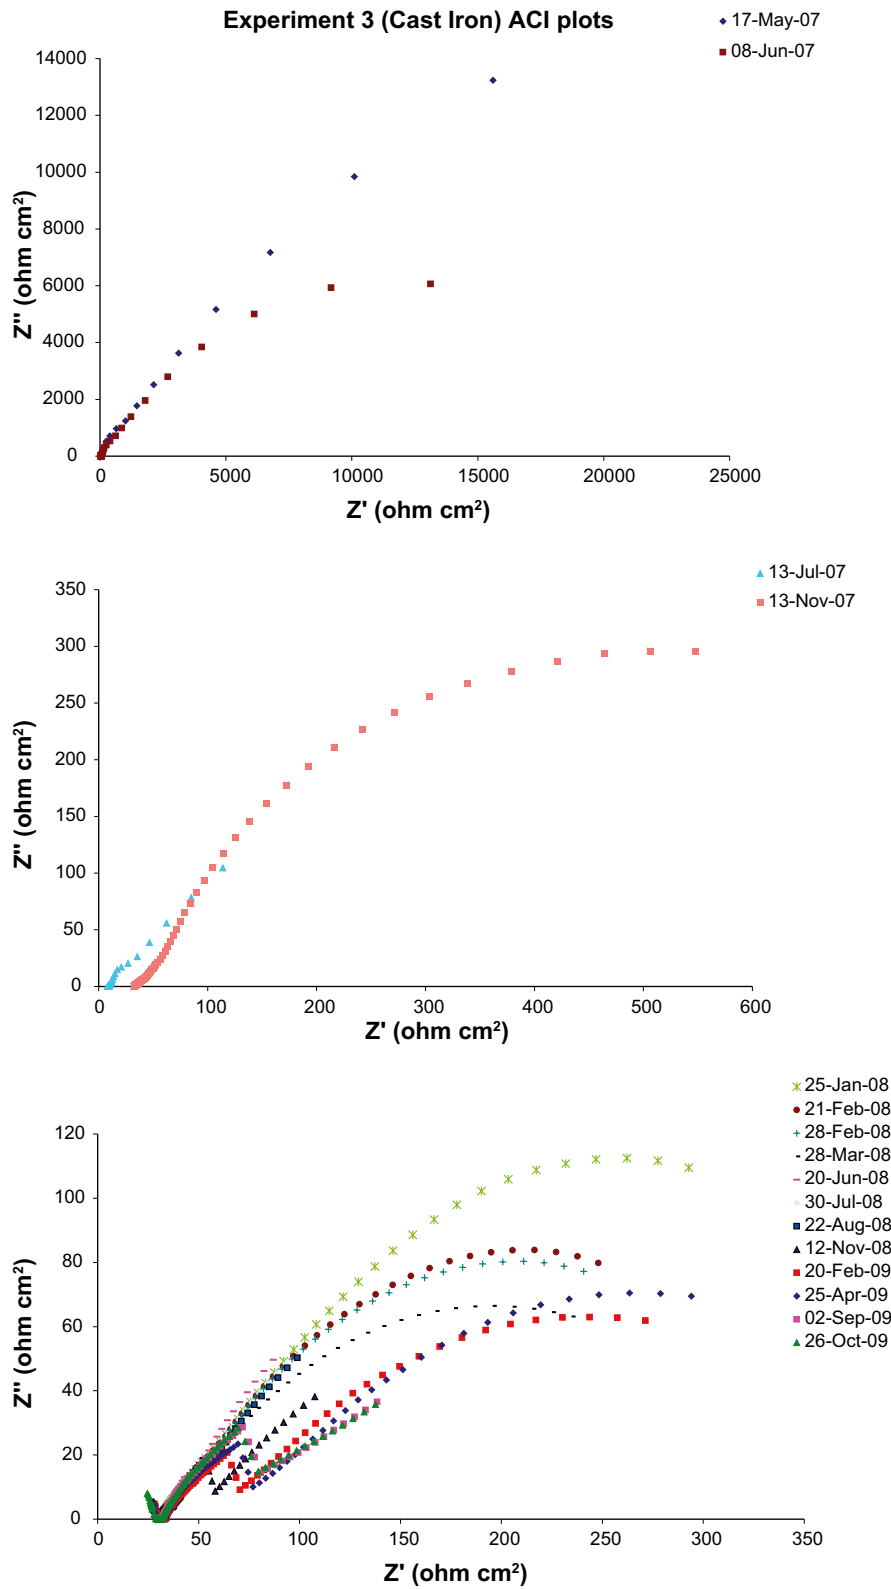 Experiment 3 (Cast Iron) ACI plots
17-May-07
08-Jun-07
14000
12000
10000
8000
6000
4000
2000
0
Z'' (ohm cm²)
0 5000 10000 15000 20000 25000
Z' (ohm cm²)
13-Jul-07
13-Nov-07
350
300
250
200
150
100
50
0
Z'' (ohm cm²)
0 100 200 300 400 500 600
Z' (ohm cm²)
25-Jan-08
21-Feb-08
28-Feb-08
28-Mar-08
20-Jun-08
30-Jul-08
22-Aug-08
12-Nov-08
20-Feb-09
25-Apr-09
02-Sep-09
26-Oct-09
120
100
80
60
40
20
0
Z'' (ohm cm²)
0 50 100 150 200 250 300 350
Z' (ohm cm²)